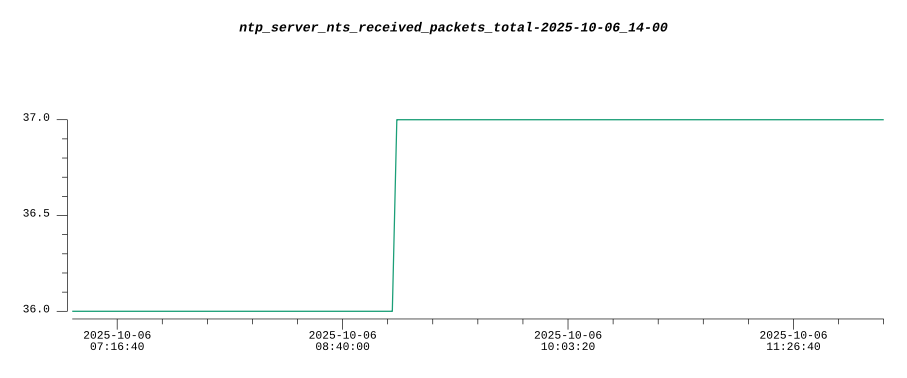 ntp_server_nts_received_packets_total-2025-10-06_14-00
37.0
36.5
36.0
2025-10-06 2025-10-06 2025-10-06 2025-10-06
07:16:40 08:40:00 10:03:20 11:26:40